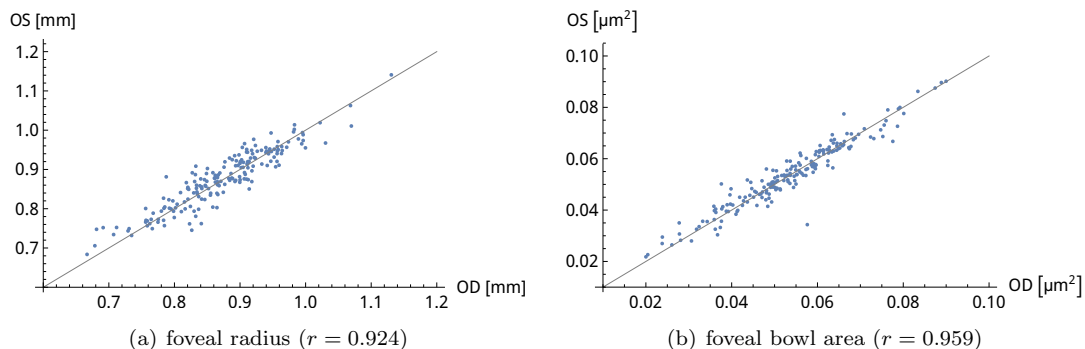 OS [mm]
1.2
1.1
1.0
0.9
0.8
0.7
0.7 0.8 0.9 1.0 1.1 1.2
OD [mm]
(a) foveal radius (r = 0.924)
OS [µm²]
0.10
0.08
0.06
0.04
0.02
0.02 0.04 0.06 0.08 0.10
OD [µm²]
(b) foveal bowl area (r = 0.959)